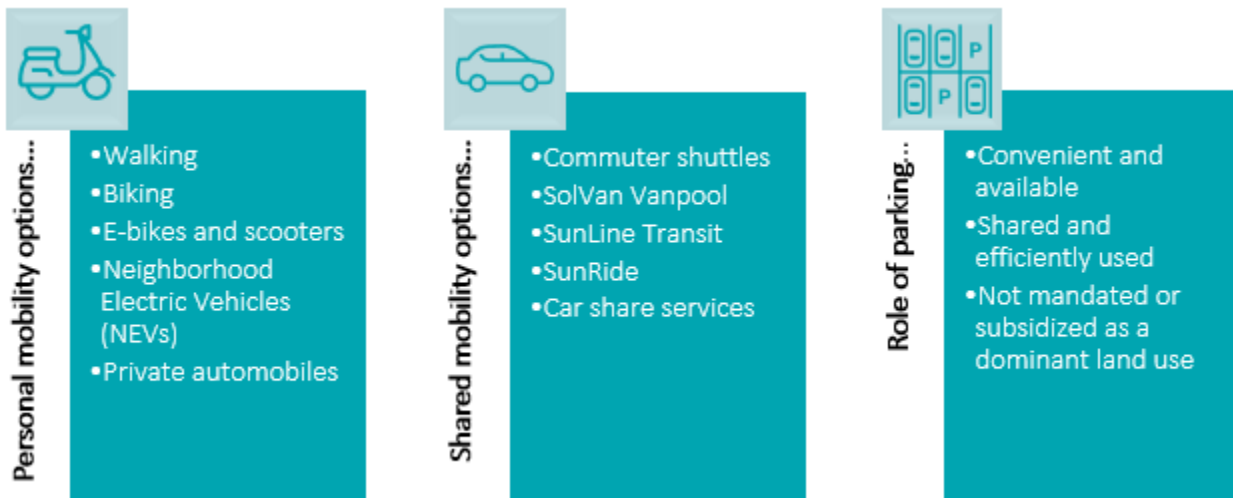 Personal mobility options...
•Walking
•Biking
•E-bikes and scooters
•Neighborhood
Electric Vehicles
(NEVs)
•Private automobiles
Shared mobility options...
•Commuter shuttles
•SolVan Vanpool
•SunLine Transit
•SunRide
•Car share services
P
P
Role of parking...
•Convenient and
available
•Shared and
efficiently used
•Not mandated or
subsidized as a
dominant land use